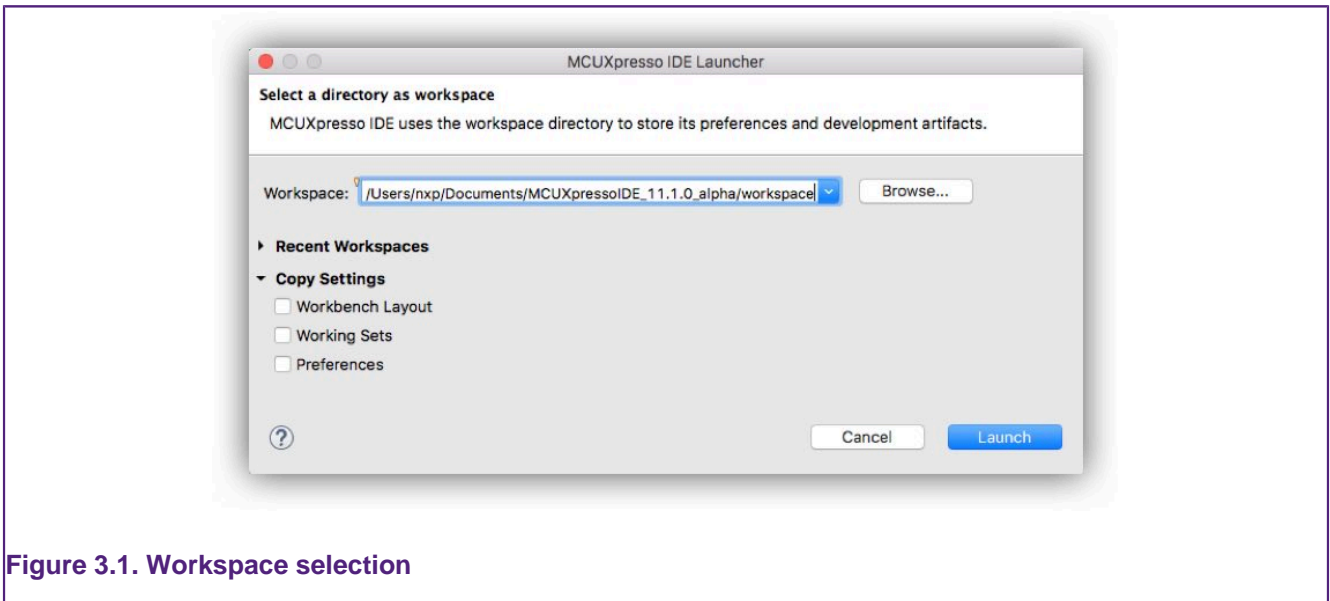 MCUXpresso IDE Launcher
Select a directory as workspace
MCUXpresso IDE uses the workspace directory to store its preferences and development artifacts.
Workspace: /Users/nxp/Documents/MCUXpressoIDE_11.1.0_alpha/workspace Browse...
Recent Workspaces
Copy Settings
Workbench Layout
Working Sets
Preferences
? Cancel Launch
Figure 3.1. Workspace selection